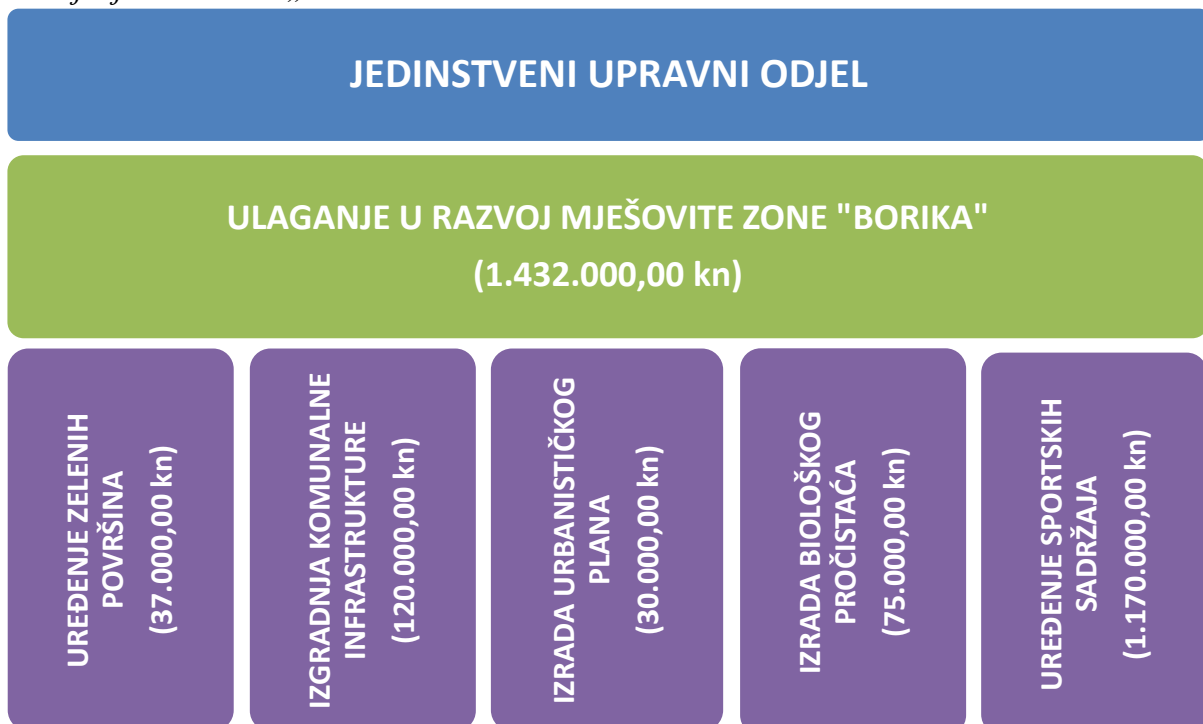 JEDINSTVENI UPRAVNI ODJEL
ULAGANJE U RAZVOJ MJEŠOVITE ZONE "BORIKA"
(1.432.000,00 kn)
UREĐENJE ZELENIH
POVRŠINA
(37.000,00 kn)
IZGRADNJA KOMUNALNE
INFRASTRUKTURE
(120.000,00 kn)
IZRADA URBANISTIČKOG
PLANA
(30.000,00 kn)
IZRADA BIOLOŠKOG
PROČISTAĆA
(75.000,00 kn)
UREĐENJE SPORTSKIH
SADRŽAJA
(1.170.000,00 kn)